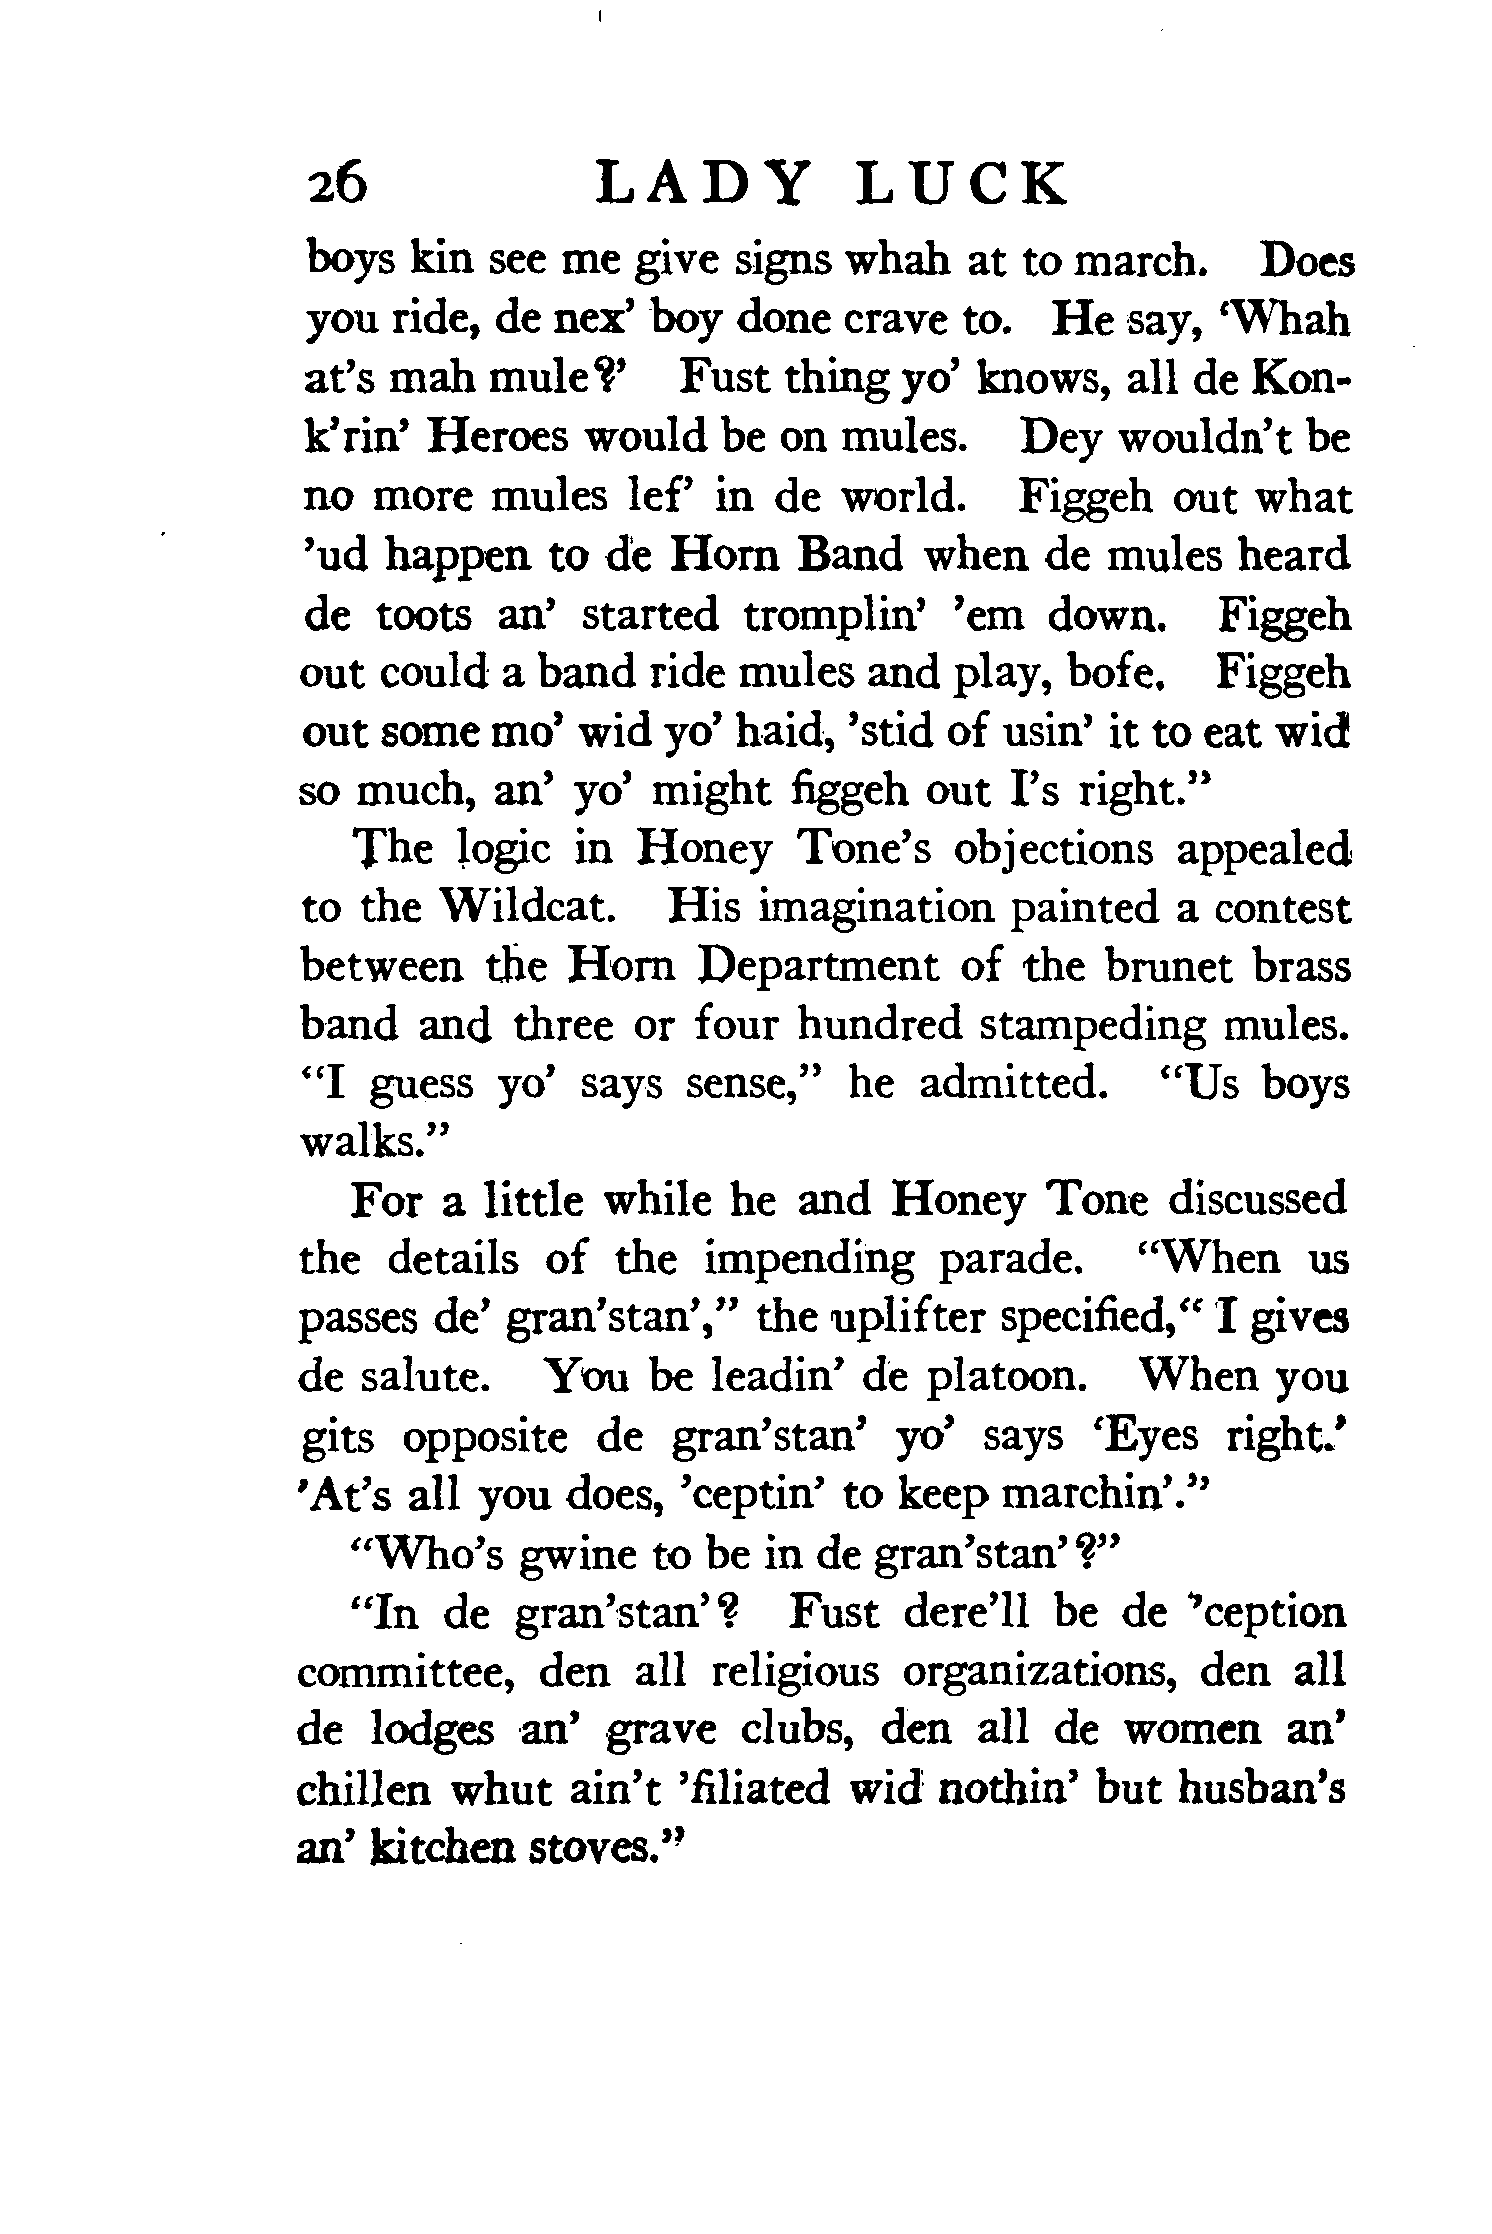 26 LADY LUCK
boys kin see me give signs whah at to march. Does
you ride, de nex’ boy done crave to. He say, ‘Whah
at’s mah mule?’ Fust thing yo’ knows, all de Kon-
k’rin’ Heroes would be on mules. Dey wouldn’t be
no more mules lef’ in de world. Figgeh out what
’ud happen to de Horn Band when de mules heard
de toots an’ started tromplin’ ’em down. Figgeh
out could a band ride mules and play, bofe. Figgeh
out some mo’ wid yo’ haid, ’stid of usin’ it to eat wid
so much, an’ yo’ might figgeh out I’s right.”
The logic in Honey Tone’s objections appealed
to the Wildcat. His imagination painted a contest
between the Horn Department of the brunet brass
band and three or four hundred stampeding mules.
“I guess yo’ says sense,” he admitted. “Us boys
walks.”
For a little while he and Honey Tone discussed
the details of the impending parade. “When us
passes de’ gran’stan’,” the uplifter specified,“ I gives
de salute. You be leadin’ de platoon. When you
gits opposite de gran’stan’ yo’ says ‘Eyes right.’
’At’s all you does, ’ceptin’ to keep marchin’.”
“Who’s gwine to be in de gran’stan’?”
“In de gran’stan’? Fust dere’ll be de ’ception
committee, den all religious organizations, den all
de lodges an’ grave clubs, den all de women an’
chillen whut ain’t ’filiated wid nothin’ but husban’s
an’ kitchen stoves.”